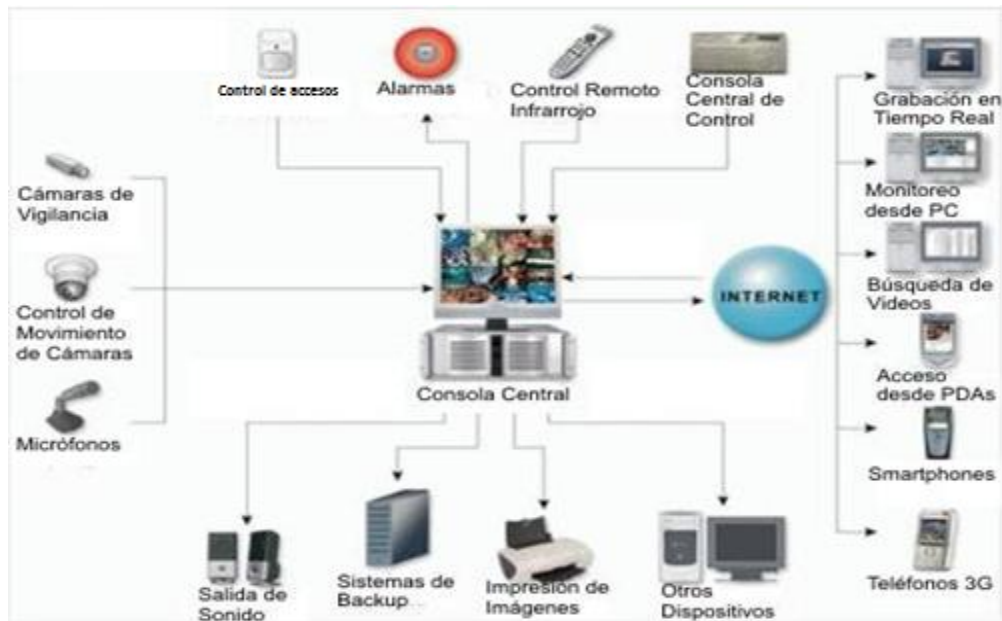 Control de accesos
Alarmas
Control Remoto
Infrarrojo
Consola
Central de
Control
Grabación en
Tiempo Real
Cámaras de
Vigilancia
Monitoreo
desde PC
Control de
Movimiento
de Cámaras
INTERNET
Búsqueda de
Videos
Consola Central
Acceso
desde PDAs
Micrófonos
Smartphones
Salida de
Sonido
Sistemas de
Backup
Impresión de
Imágenes
Otros
Dispositivos
Teléfonos 3G